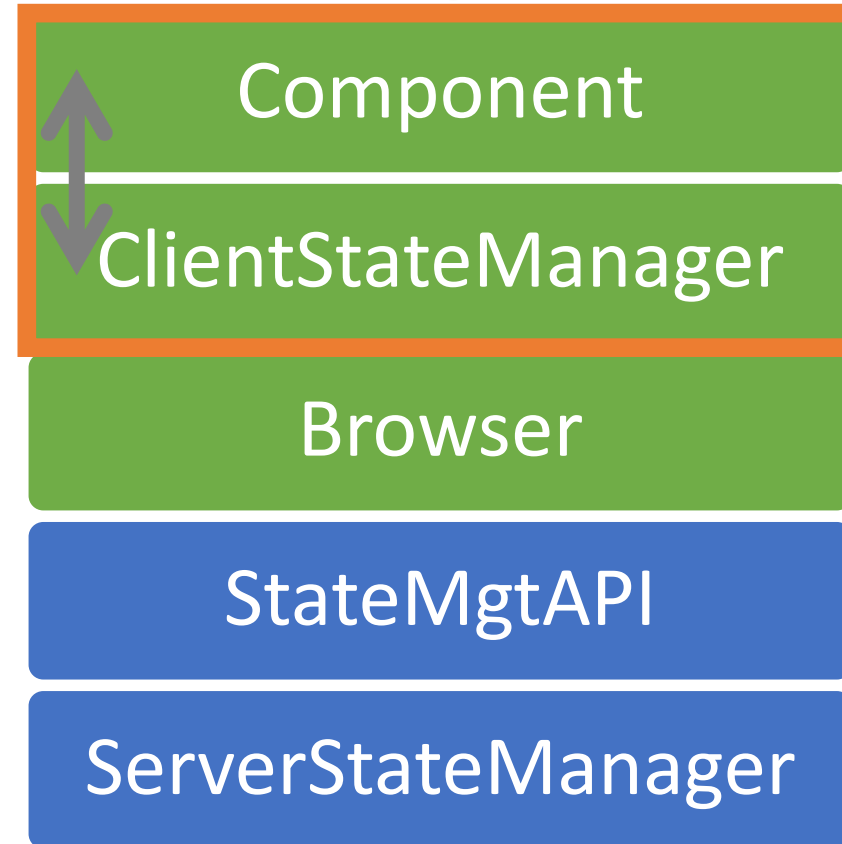 Component
ClientStateManager
Browser
StateMgtAPI
ServerStateManager